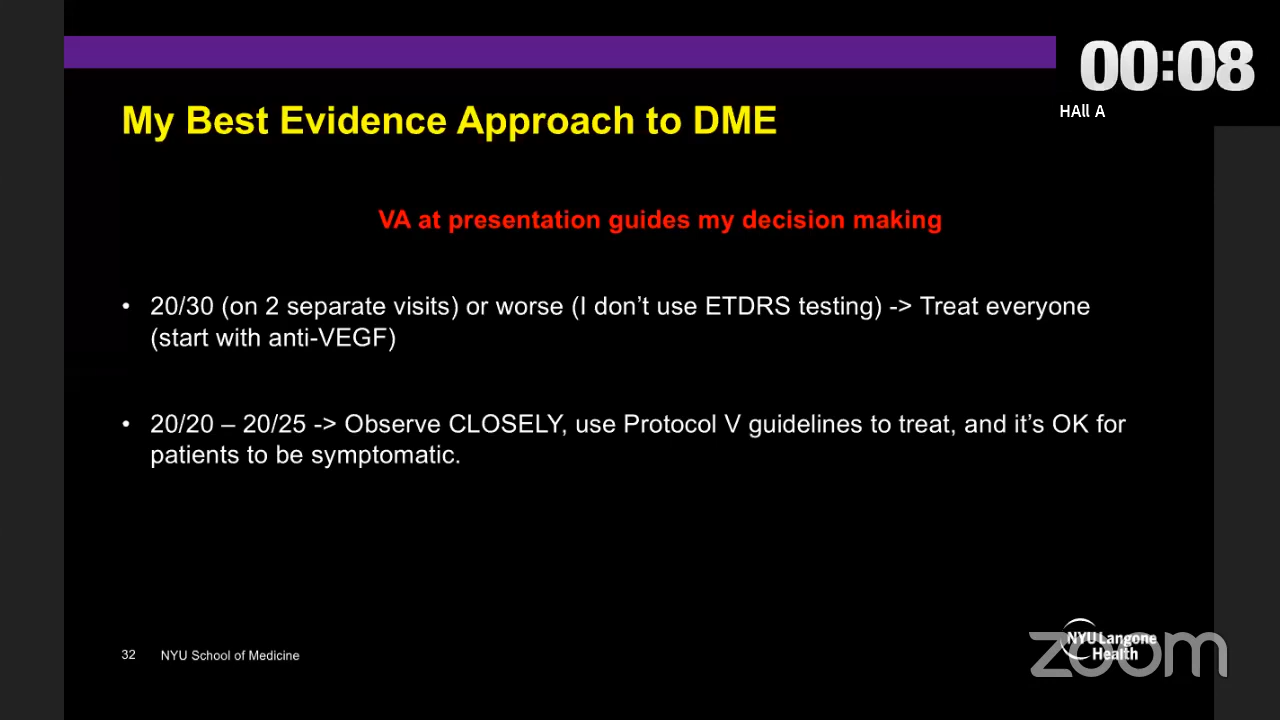 00:08
HAll A
My Best Evidence Approach to DME
VA at presentation guides my decision making
• 20/30 (on 2 separate visits) or worse (I don’t use ETDRS testing) -> Treat everyone
(start with anti-VEGF)
• 20/20 – 20/25 -> Observe CLOSELY, use Protocol V guidelines to treat, and it’s OK for
patients to be symptomatic.
32 NYU School of Medicine
NYU Langone
Health
zoom